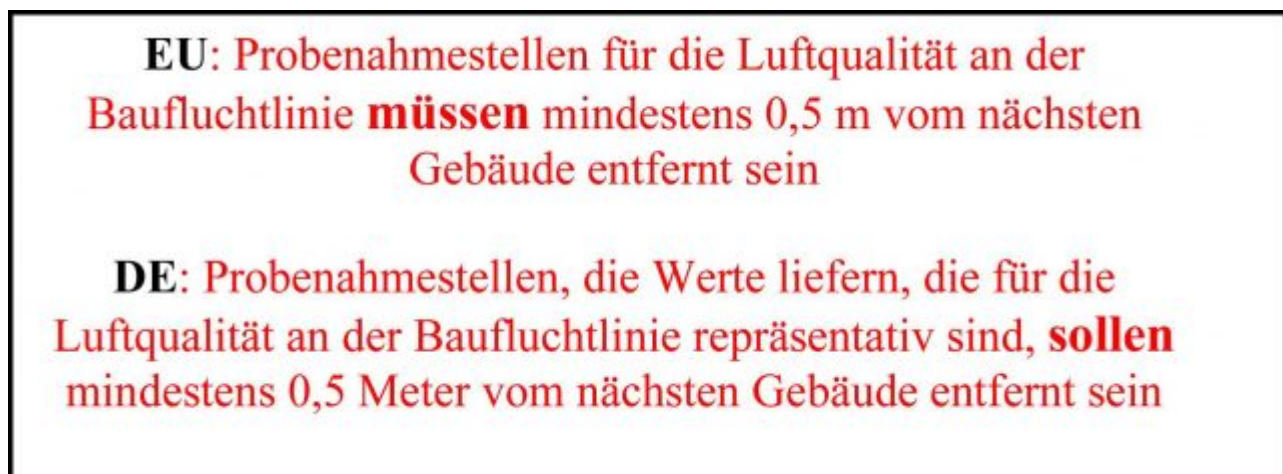 EU: Probenahmestellen für die Luftqualität an der
Baufluchtlinie müssen mindestens 0,5 m vom nächsten
Gebäude entfernt sein
DE: Probenahmestellen, die Werte liefern, die für die
Luftqualität an der Baufluchtlinie repräsentativ sind, sollen
mindestens 0,5 Meter vom nächsten Gebäude entfernt sein